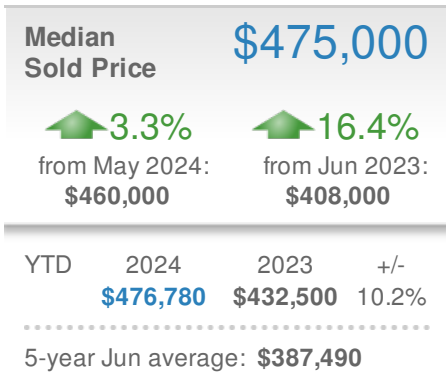 Median
Sold Price
$475,000
3.3%
from May 2024:
$460,000
16.4%
from Jun 2023:
$408,000
YTD 2024 2023 +/-
$476,780 $432,500 10.2%
5-year Jun average: $387,490